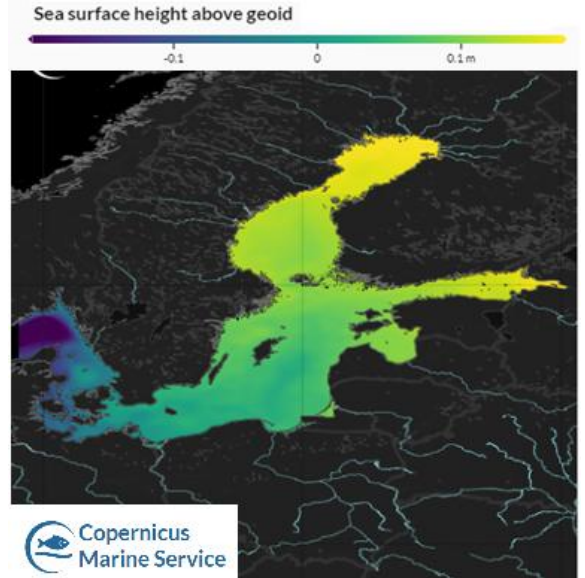 Sea surface height above geoid
-0.1 0 0.1 m
Copernicus
Marine Service